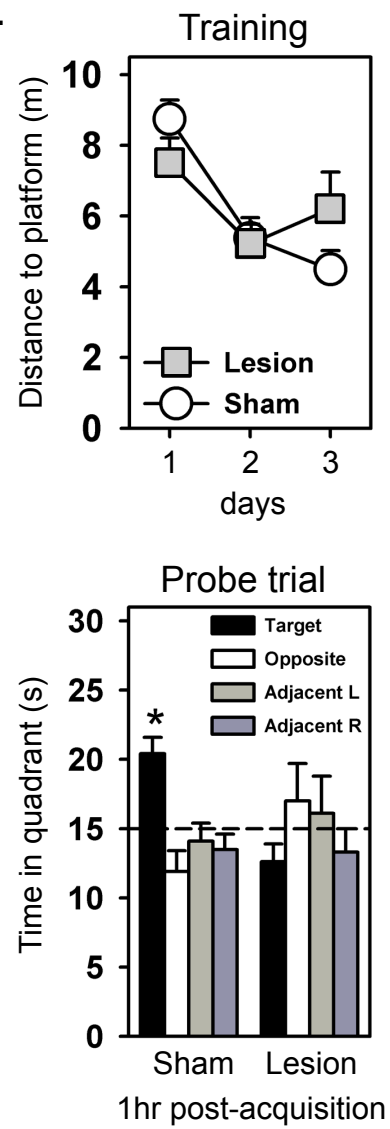 Training
Distance to platform (m)
10
8
6
4
2
0
Lesion
Sham
1 2 3
days
Probe trial
Time in quadrant (s)
30
25
20
15
10
5
0
Target
Opposite
Adjacent L
Adjacent R
*
Sham Lesion
1hr post-acquisition